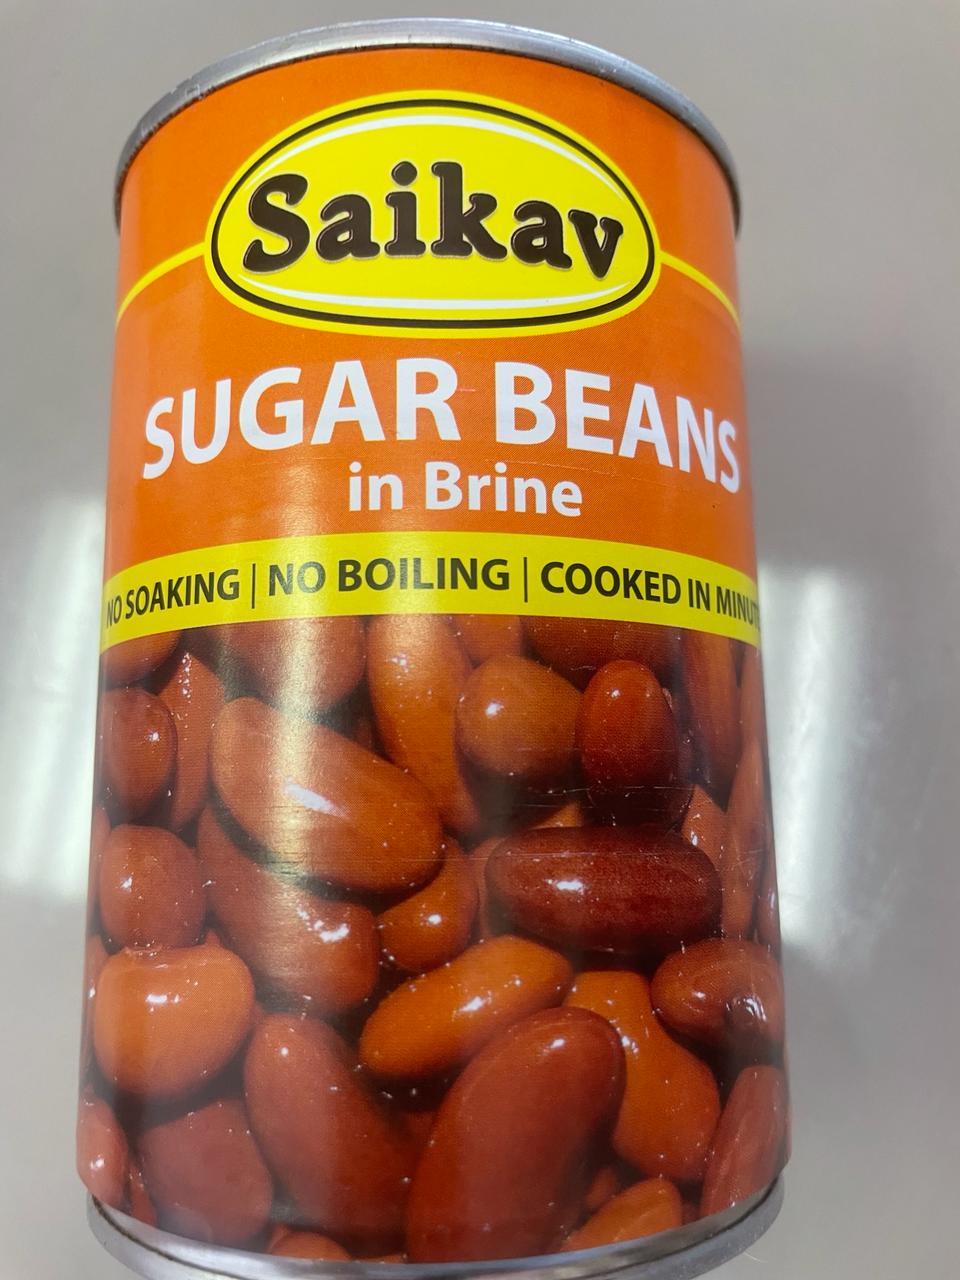 Saikav
SUGAR BEANS
in Brine
NO SOAKING | NO BOILING | COOKED IN